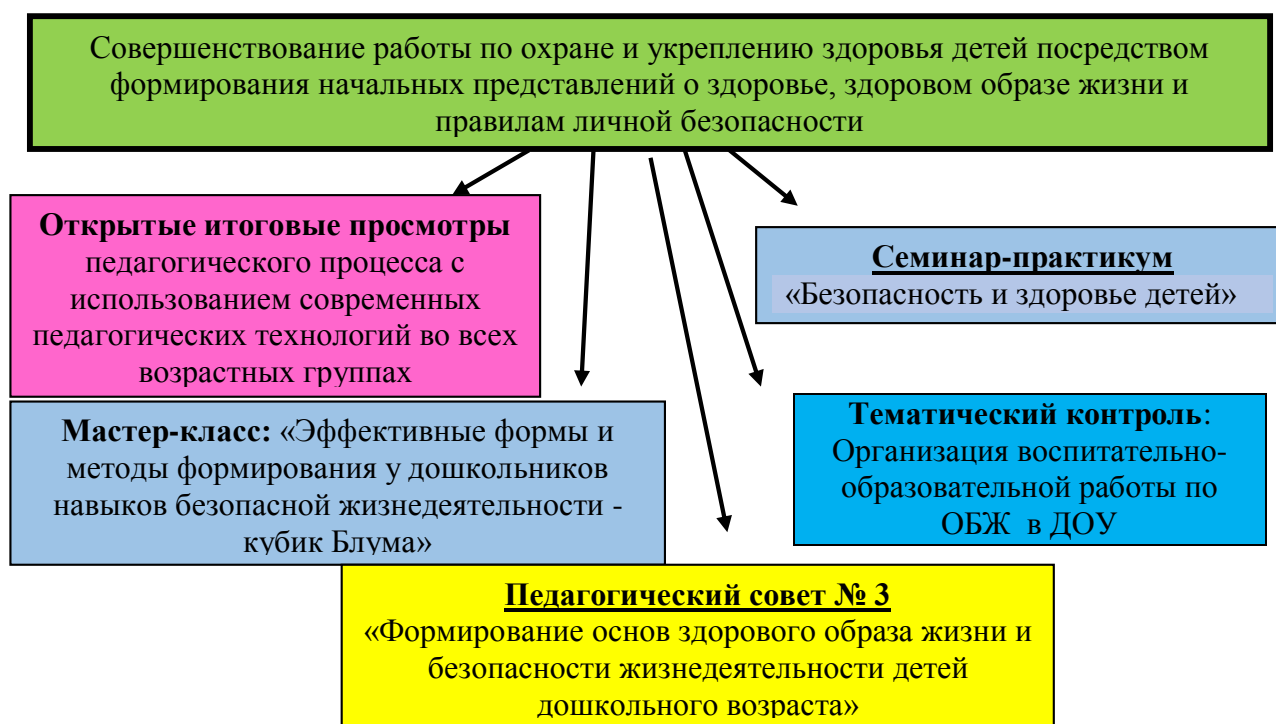 Совершенствование работы по охране и укреплению здоровья детей посредством
формирования начальных представлений о здоровье, здоровом образе жизни и
правилам личной безопасности
Открытые итоговые просмотры
педагогического процесса с
использованием современных
педагогических технологий во всех
возрастных группах
Семинар-практикум
«Безопасность и здоровье детей»
Мастер-класс: «Эффективные формы и
методы формирования у дошкольников
навыков безопасной жизнедеятельности -
кубик Блума»
Тематический контроль:
Организация воспитательно-
образовательной работы по
ОБЖ в ДОУ
Педагогический совет № 3
«Формирование основ здорового образа жизни и
безопасности жизнедеятельности детей
дошкольного возраста»